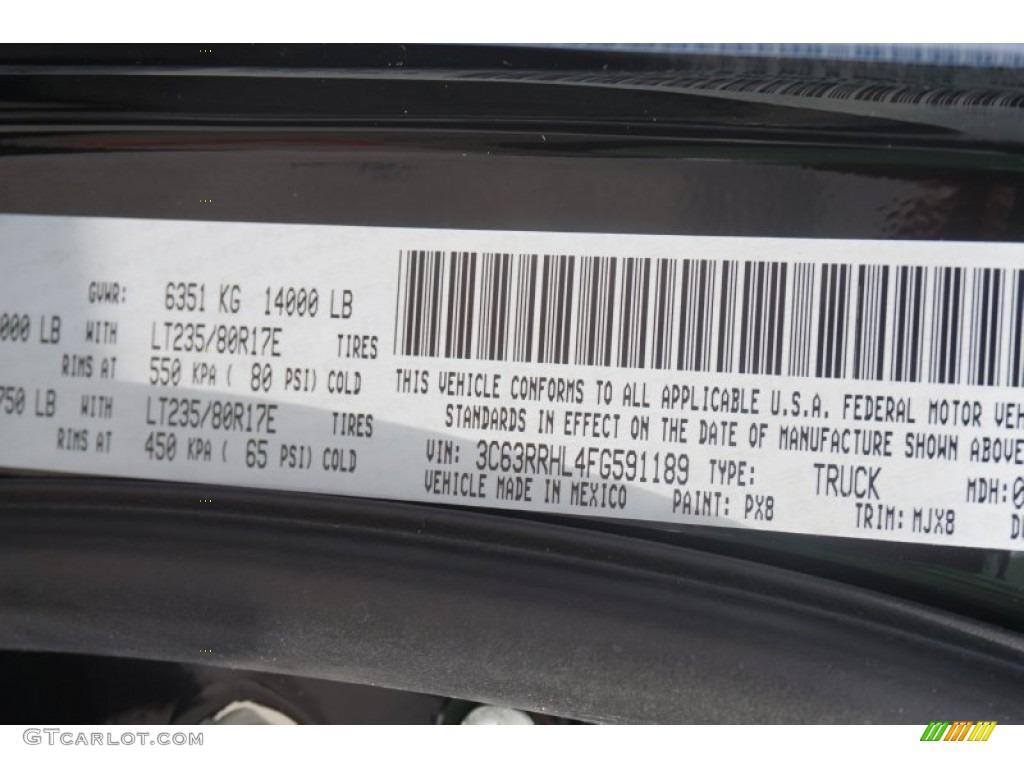 GVWR: 6351 KG 14000 LB
000 LB WITH LT235/80R17E TIRES
RIMS AT 550 KPA ( 80 PSI) COLD
750 LB WITH LT235/80R17E TIRES
RIMS AT 450 KPA ( 65 PSI) COLD
THIS VEHICLE CONFORMS TO ALL APPLICABLE U.S.A. FEDERAL MOTOR VEH
STANDARDS IN EFFECT ON THE DATE OF MANUFACTURE SHOWN ABOVE
VIN: 3C63RRHL4FG591189 TYPE: TRUCK MDH:0
VEHICLE MADE IN MEXICO PAINT: PX8 TRIM: MJX8
GTCARLOT.COM